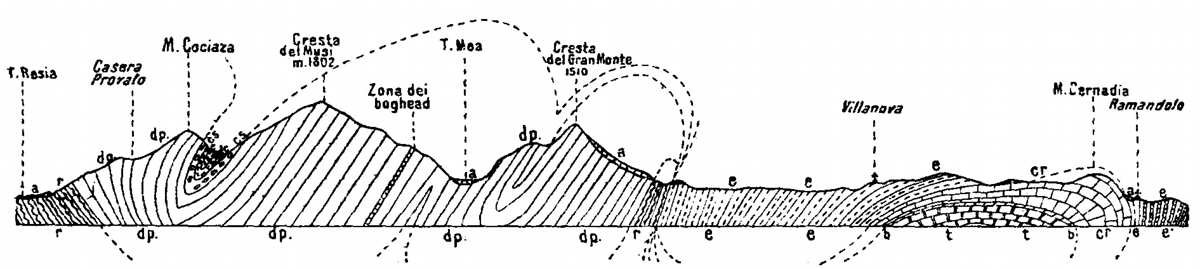 T. Resia
Casera
Provato
M. Cociaza
Cresta
del Musi
m. 1802
Zona dei
boghead
T. Mea
Cresta
del Gran Monte
1510
Villanova
M. Cernadia
Ramandolo
a
r
dp.
dp.
c s
c s
a
dp.
a
e
e
e
cr
a
e
r
dp.
dp.
dp.
dp.
r
e
e
b
t
t
b
cr
e
e